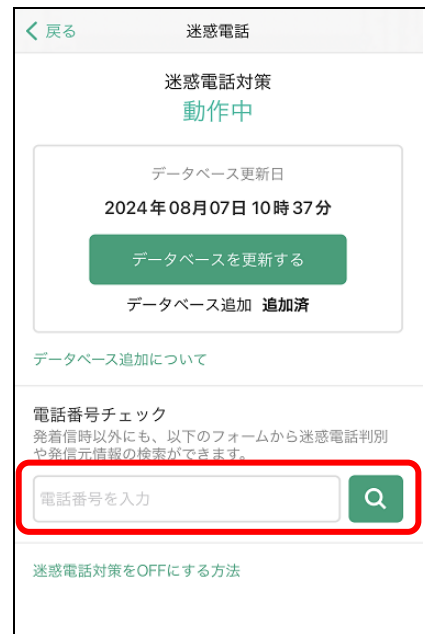 戻る
迷惑電話
迷惑電話対策
動作中
データベース更新日
2024年08月07日 10時37分
データベースを更新する
データベース追加 追加済
データベース追加について
電話番号チェック
発着信時以外にも、以下のフォームから迷惑電話判別
や発信元情報の検索ができます。
電話番号を入力
迷惑電話対策をOFFにする方法